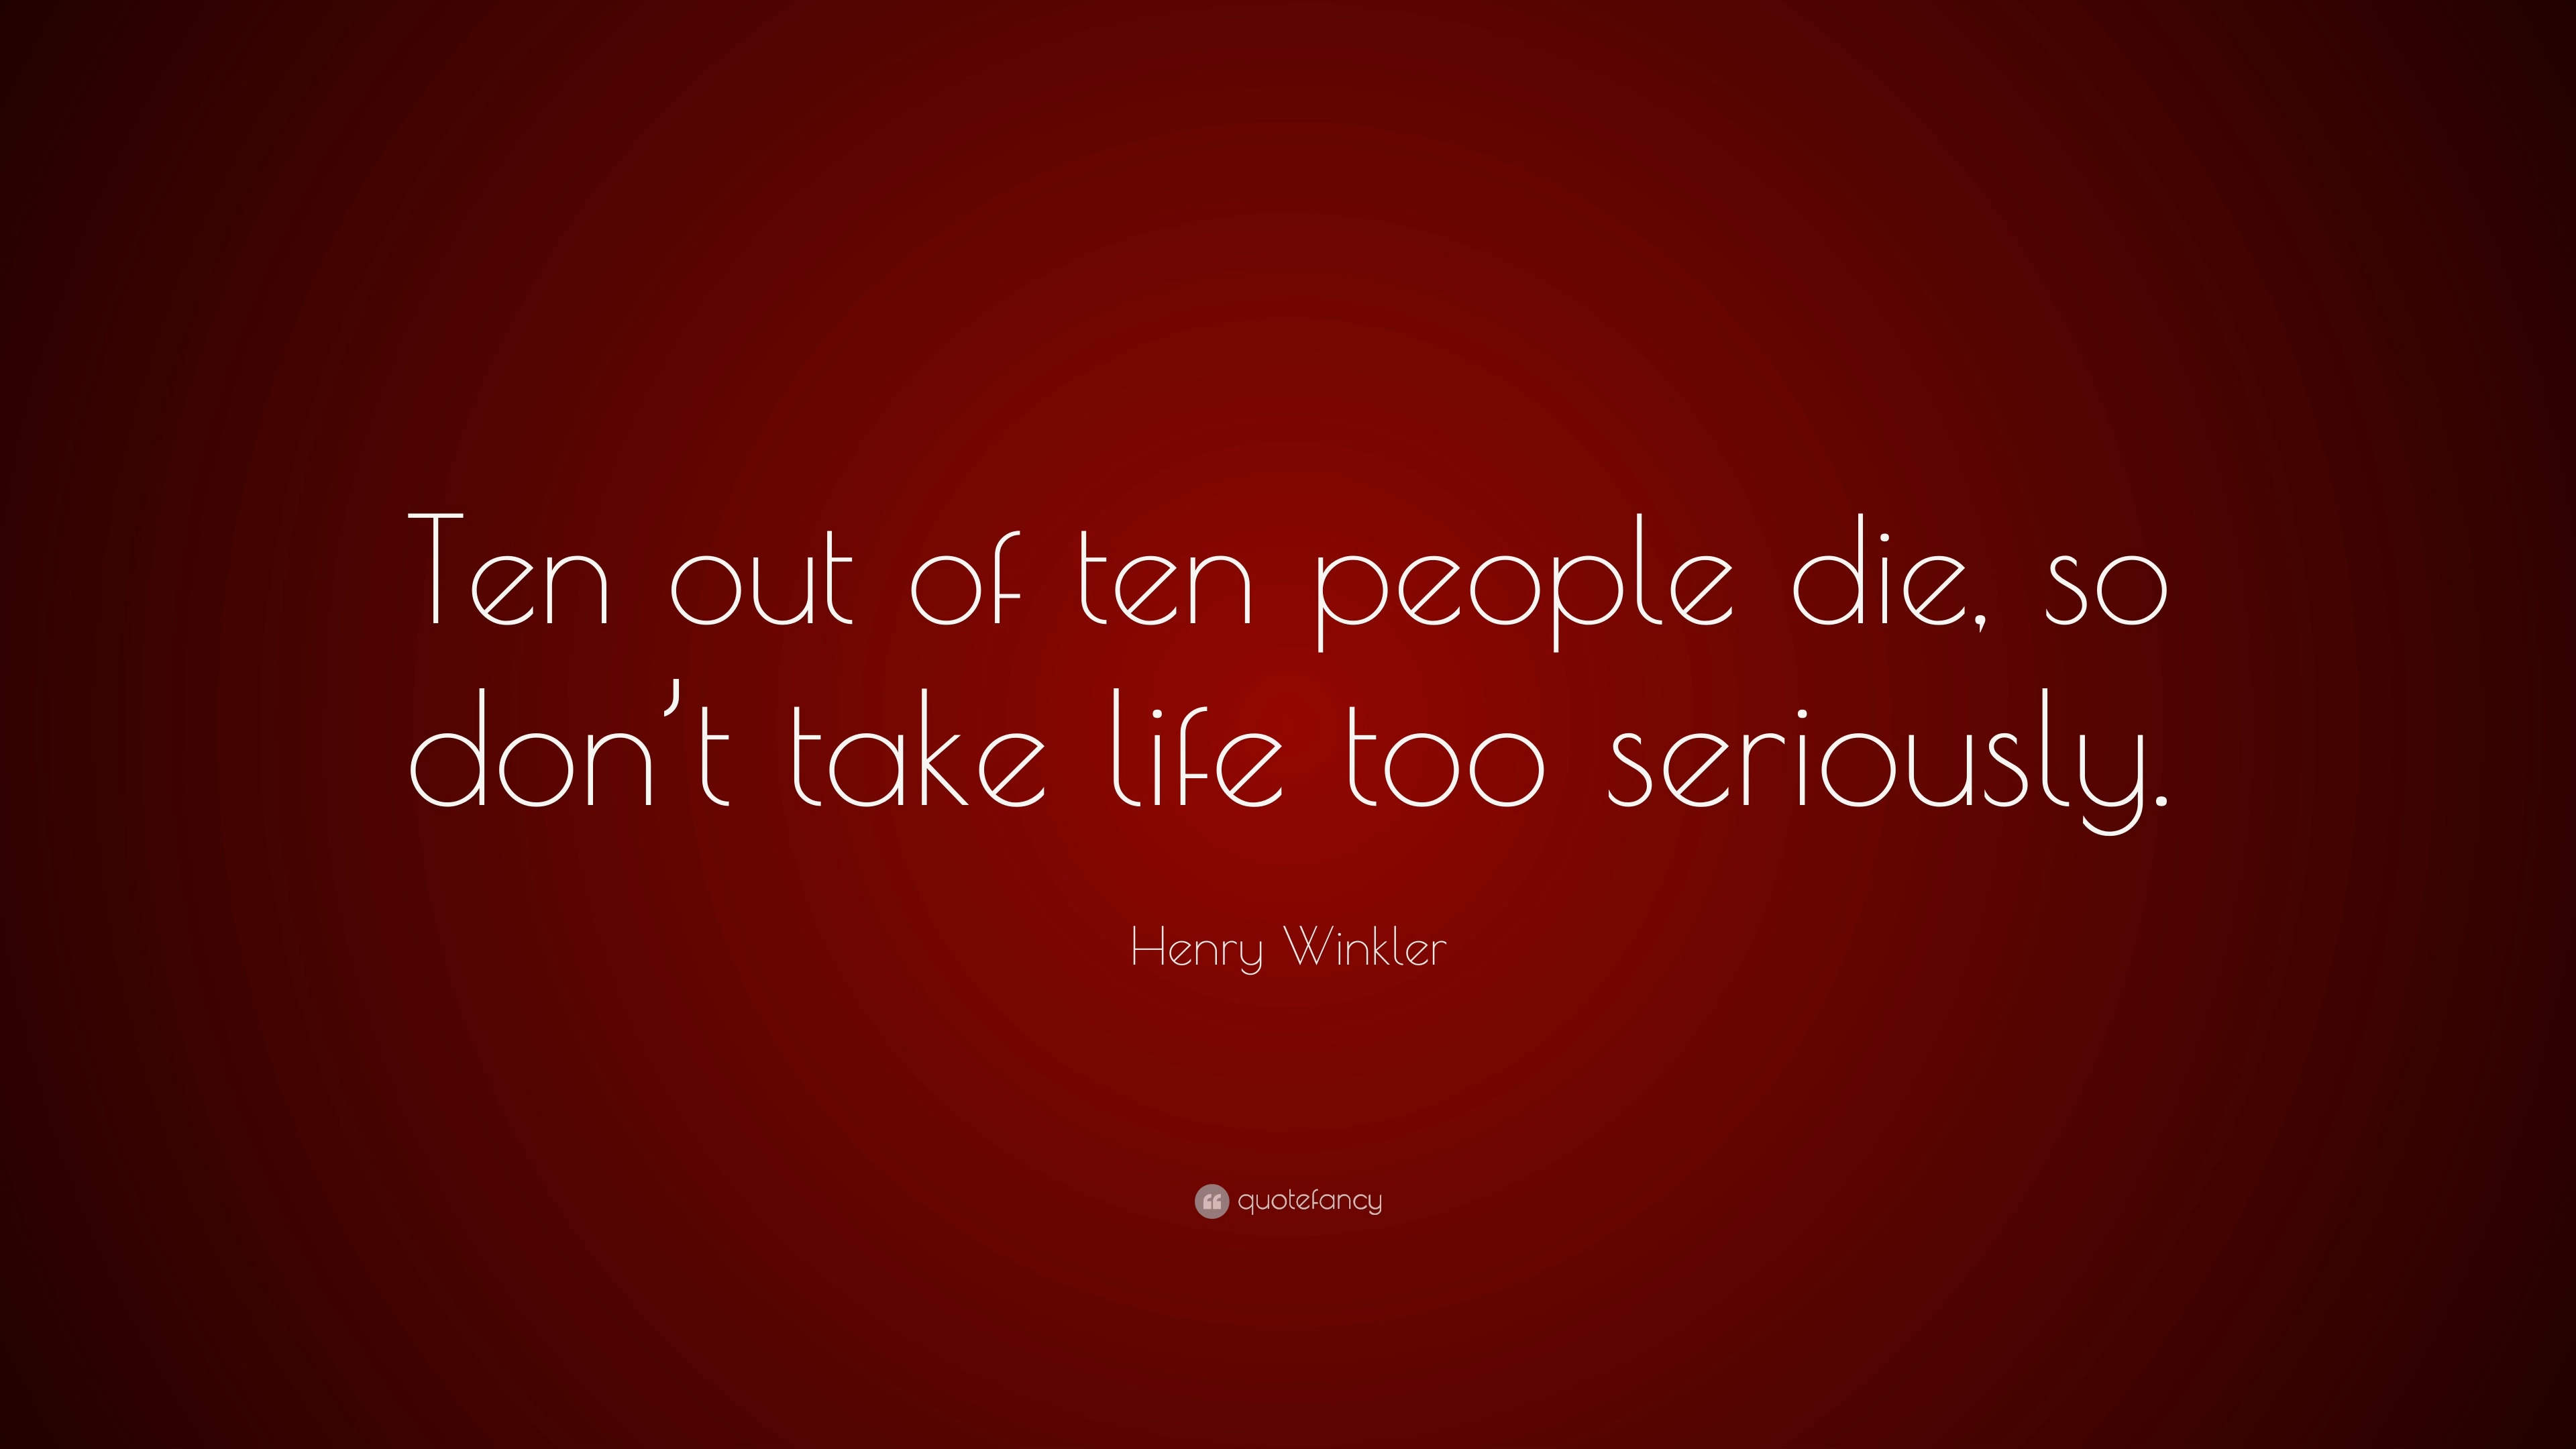 Ten out of ten people die, so
don’t take life too seriously.
Henry Winkler
quotefancy